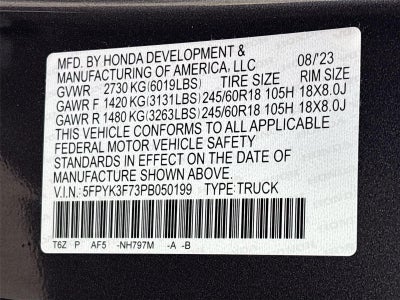 MFD. BY HONDA DEVELOPMENT &
MANUFACTURING OF AMERICA, LLC 08/'23
GVWR 2730 KG(6019LBS) TIRE SIZE RIM SIZE
GAWR F 1420 KG(3131LBS) 245/60R18 105H 18X8.0J
GAWR R 1480 KG(3263LBS) 245/60R18 105H 18X8.0J
THIS VEHICLE CONFORMS TO ALL APPLICABLE
FEDERAL MOTOR VEHICLE SAFETY
STANDARDS IN EFFECT ON THE DATE OF
MANUFACTURE SHOWN ABOVE.
V.I.N.: 5FPYK3F73PB050199 TYPE: TRUCK
T6Z P AF5 -NH797M -A -B